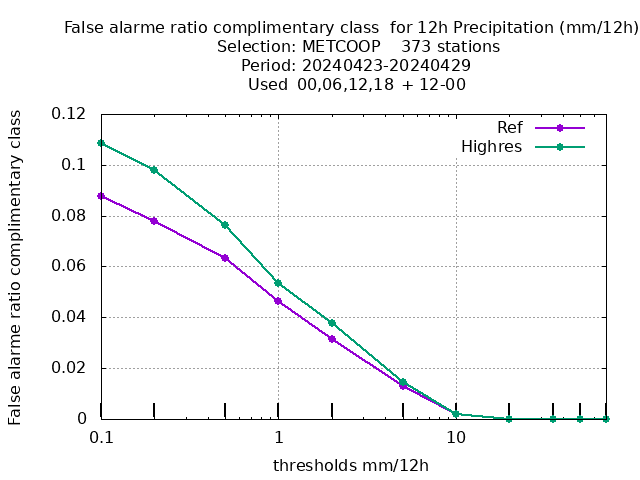 False alarme ratio complimentary class  for 12h Precipitation (mm/12h)
Selection: METCOOP    373 stations
Period: 20240423-20240429
Used  00,06,12,18  + 12-00
False alarme ratio complimentary class
0.12
0.1
0.08
0.06
0.04
0.02
0
Ref
Highres
0.1
1
10
thresholds mm/12h